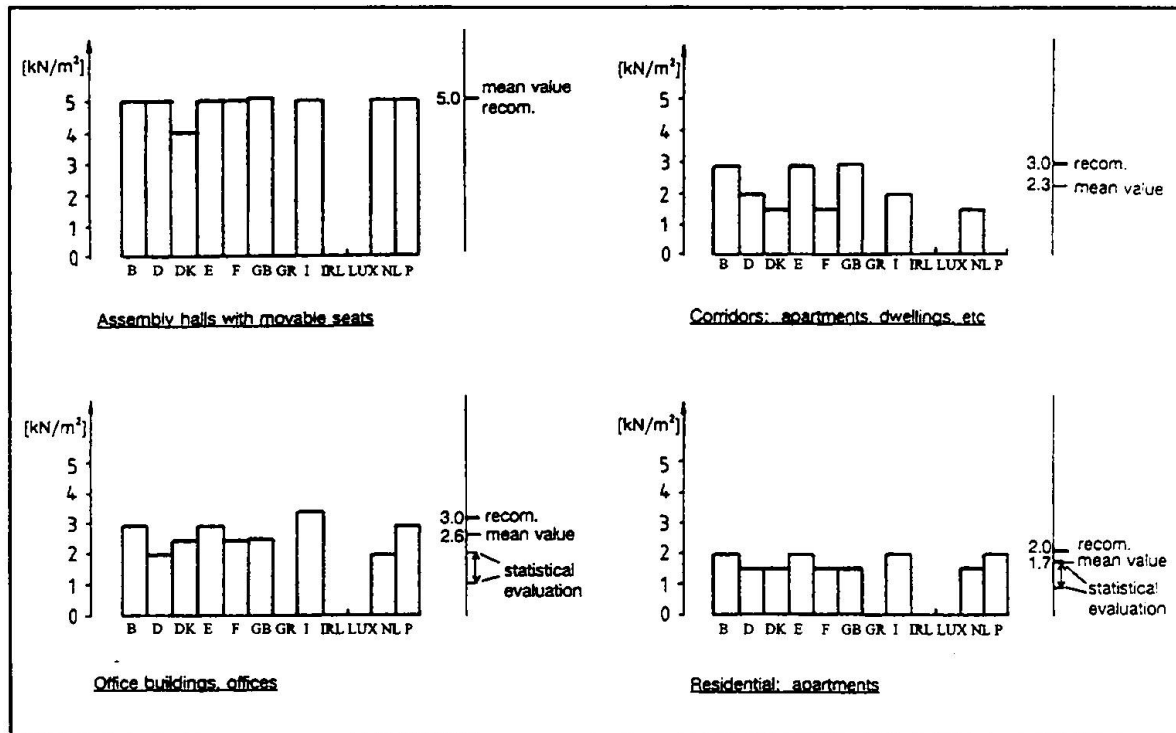 [kN/m²]
5
4
3
2
1
0
B D DK E F GB GR I IRL LUX NL P
5.0
mean value
recom.
Assembly halls with movable seats
[kN/m²]
5
4
3
2
1
0
B D DK E F GB GR I IRL LUX NL P
3.0 recom.
2.3 mean value
Corridors: apartments, dwellings, etc
[kN/m²]
5
4
3
2
1
0
B D DK E F GB GR I IRL LUX NL P
3.0 recom.
2.6 mean value
statistical
evaluation
Office buildings, offices
[kN/m²]
5
4
3
2
1
0
B D DK E F GB GR I IRL LUX NL P
2.0 recom.
1.7 mean value
statistical
evaluation
Residential: apartments